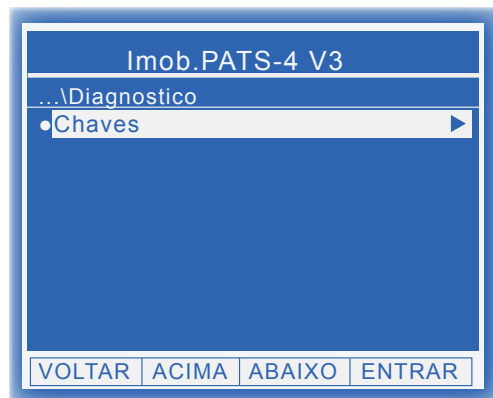 Imob.PATS-4 V3
...\Diagnostico
●Chaves
VOLTAR ACIMA ABAIXO ENTRAR